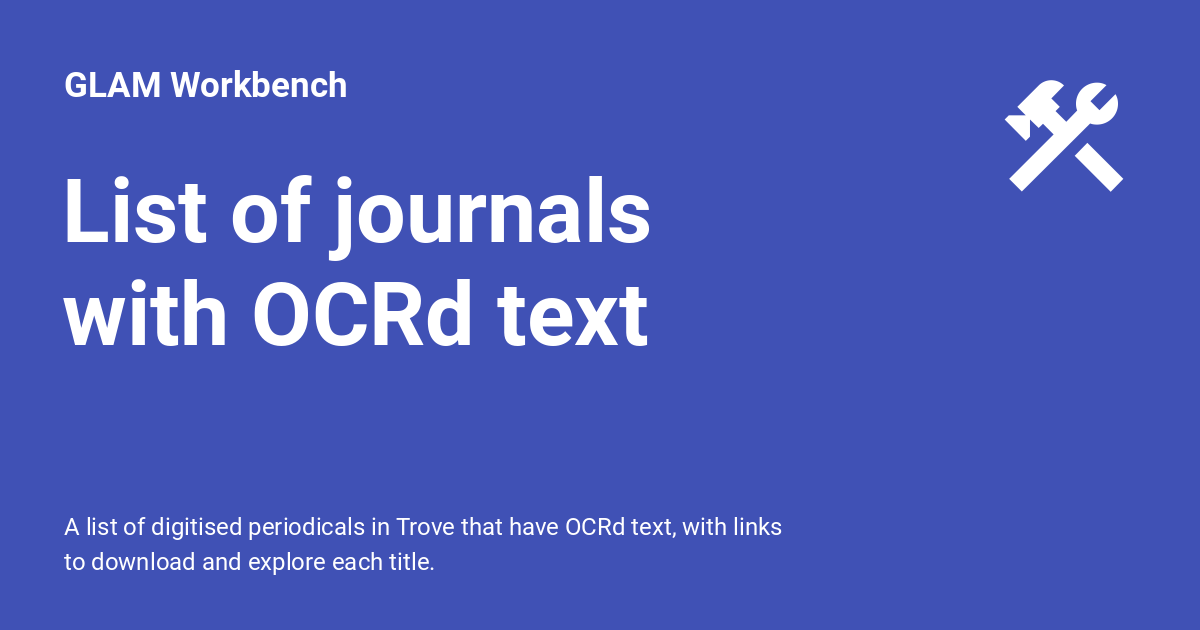 GLAM Workbench
List of journals
with OCRd text
A list of digitised periodicals in Trove that have OCRd text, with links
to download and explore each title.